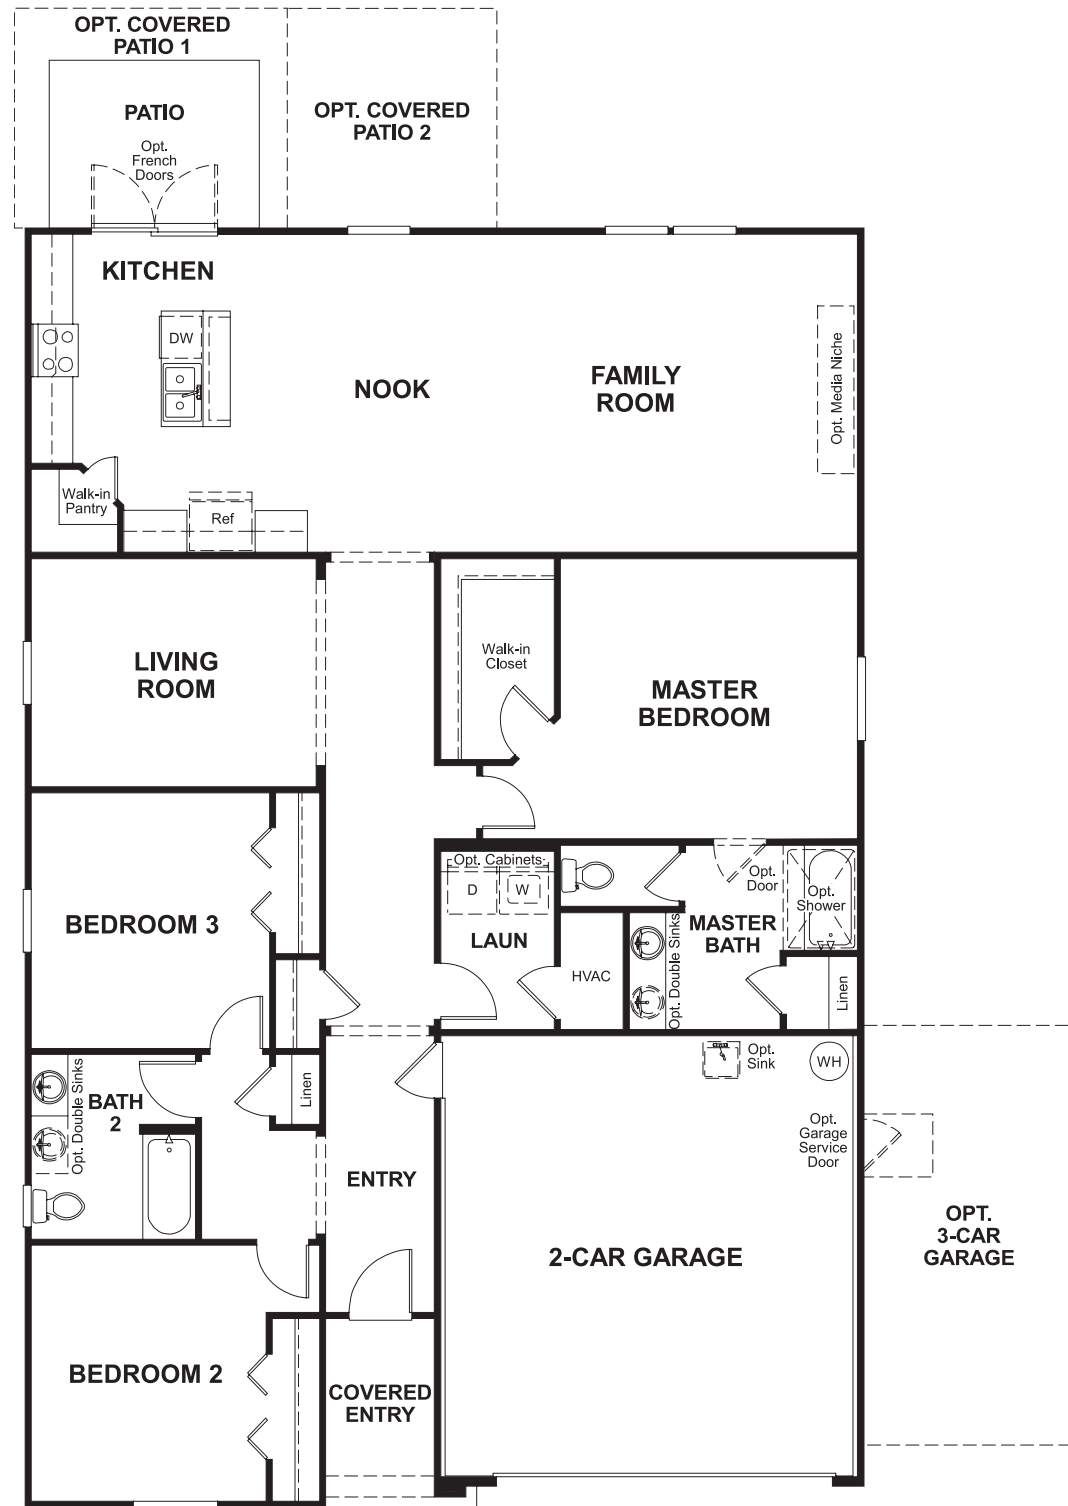 OPT. COVERED
PATIO 1
PATIO
OPT. COVERED
PATIO 2
Opt.
French
Doors
KITCHEN
DW
NOOK
FAMILY
ROOM
Opt. Media Niche
Walk-in
Pantry
Ref
LIVING
ROOM
Walk-in
Closet
MASTER
BEDROOM
BEDROOM 3
Opt. Cabinets
D
W
LAUN
HVAC
Opt.
Door
Opt.
Shower
MASTER
BATH
Opt. Double Sinks
Linen
Opt. Double Sinks
BATH
2
Linen
Opt.
Sink
WH
Opt.
Garage
Service
Door
ENTRY
2-CAR GARAGE
OPT.
3-CAR
GARAGE
BEDROOM 2
COVERED
ENTRY